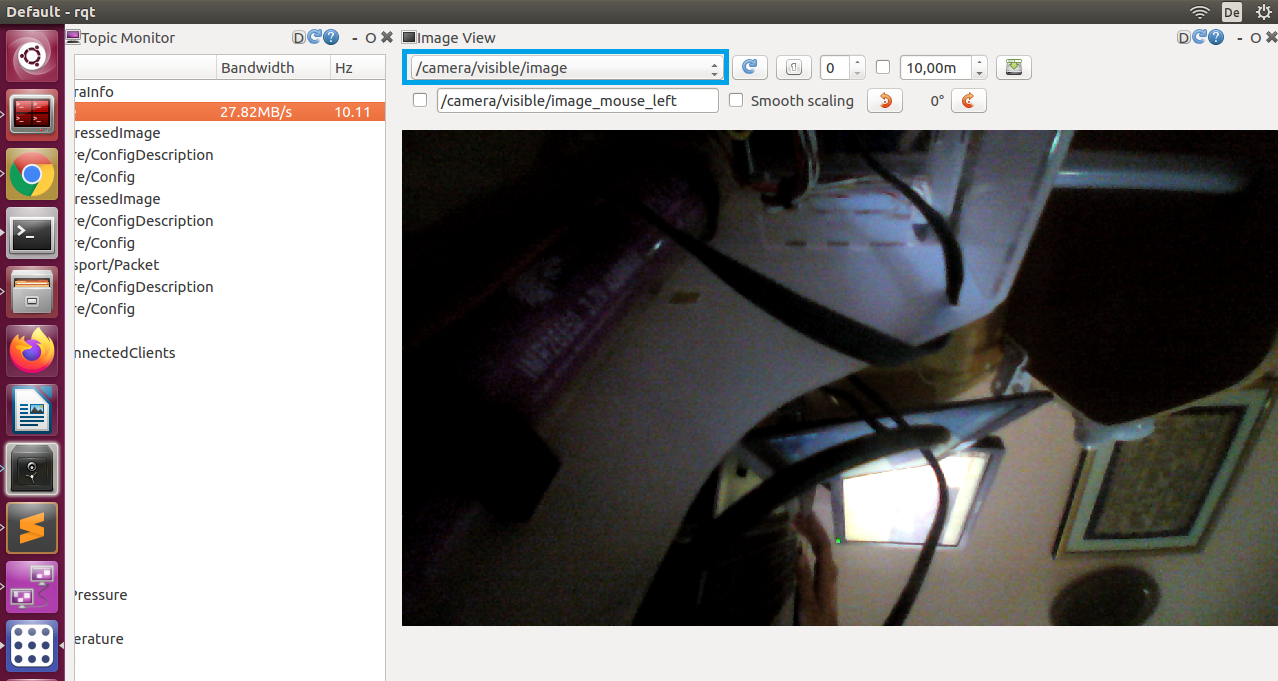 Default - rqt
De
Topic Monitor
D
?
- O
Image View
D
?
- O
Bandwidth
Hz
/camera/visible/image
0
10,00m
/camera/visible/image_mouse_left
Smooth scaling
0°
raInfo
27.82MB/s
10.11
ressedImage
re/ConfigDescription
re/Config
ressedImage
re/ConfigDescription
re/Config
sport/Packet
re/ConfigDescription
re/Config
nnectedClients
Pressure
erature